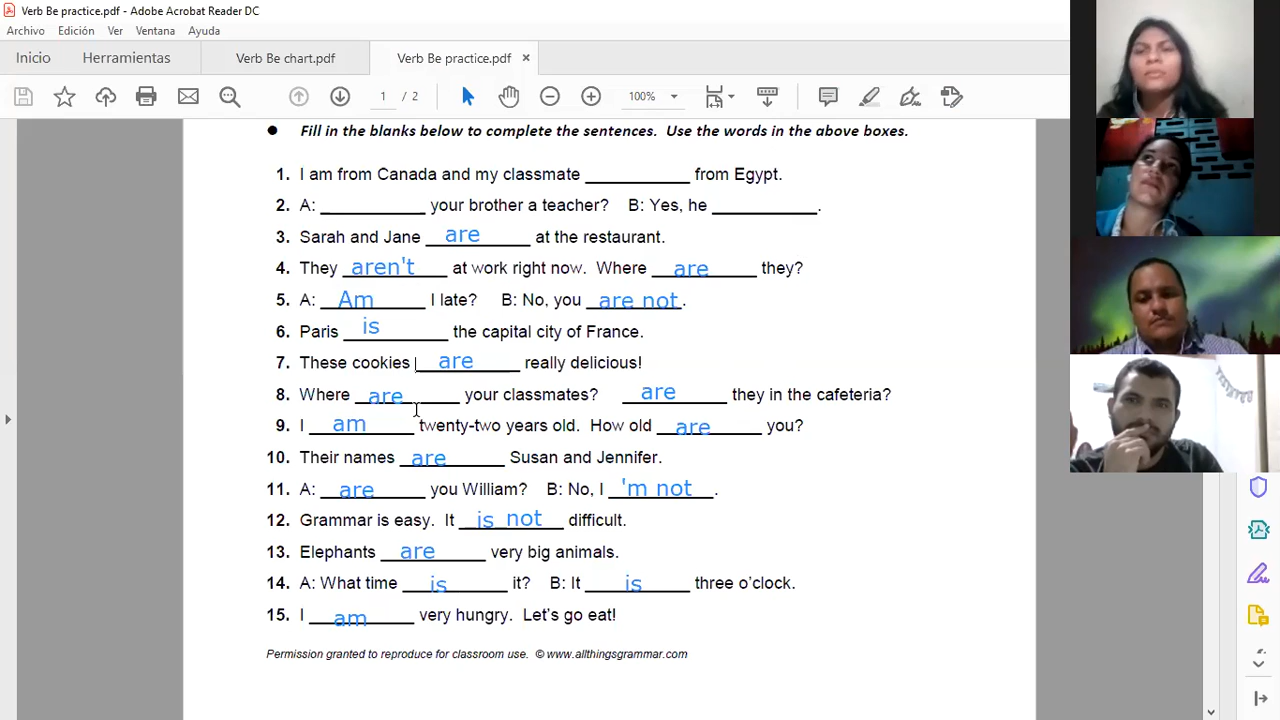 Verb Be practice.pdf - Adobe Acrobat Reader DC
Archivo Edición Ver Ventana Ayuda
Inicio Herramientas Verb Be chart.pdf Verb Be practice.pdf ×
1 / 2 100%
● Fill in the blanks below to complete the sentences. Use the words in the above boxes.
1. I am from Canada and my classmate __________ from Egypt.
2. A: __________ your brother a teacher? B: Yes, he __________.
3. Sarah and Jane are at the restaurant.
4. They aren't at work right now. Where are they?
5. A: Am I late? B: No, you are not.
6. Paris is the capital city of France.
7. These cookies are really delicious!
8. Where are your classmates? are they in the cafeteria?
9. I am twenty-two years old. How old are you?
10. Their names are Susan and Jennifer.
11. A: are you William? B: No, I 'm not.
12. Grammar is easy. It is not difficult.
13. Elephants are very big animals.
14. A: What time is it? B: It is three o'clock.
15. I am very hungry. Let's go eat!
Permission granted to reproduce for classroom use. © www.allthingsgrammar.com